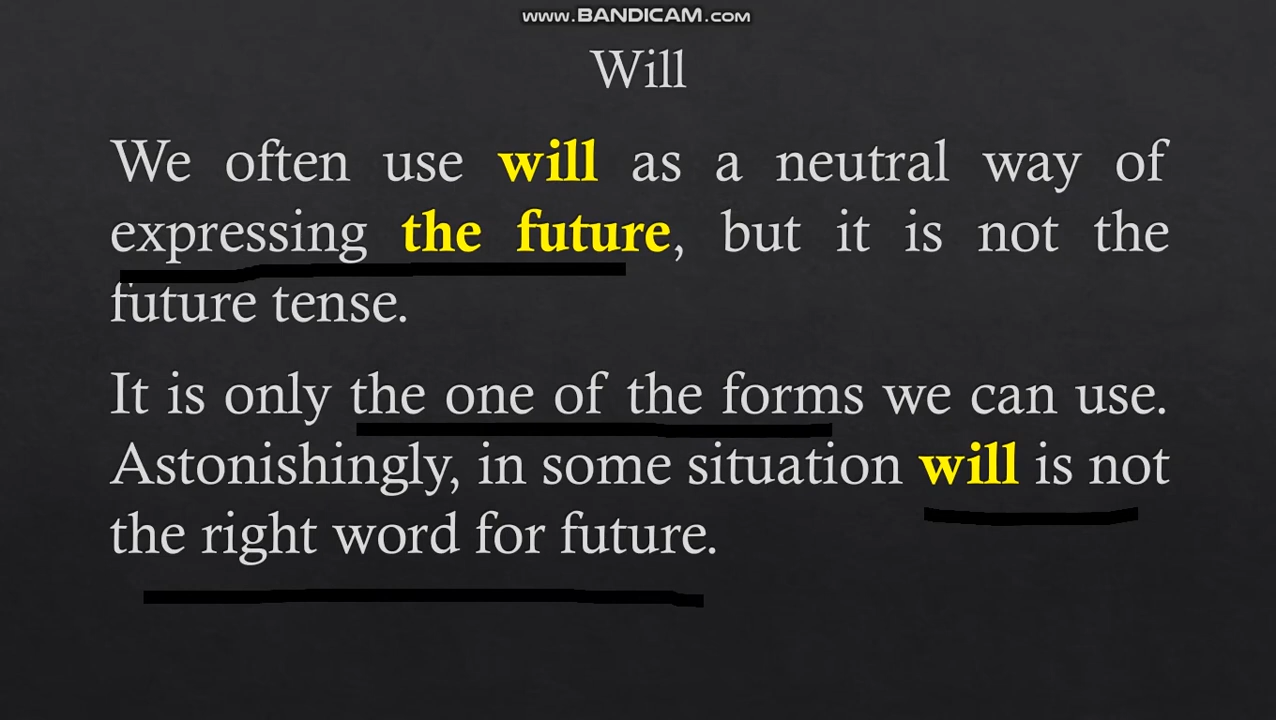 www.BANDICAM.com
Will
We often use will as a neutral way of
expressing the future, but it is not the
future tense.
It is only the one of the forms we can use.
Astonishingly, in some situation will is not
the right word for future.